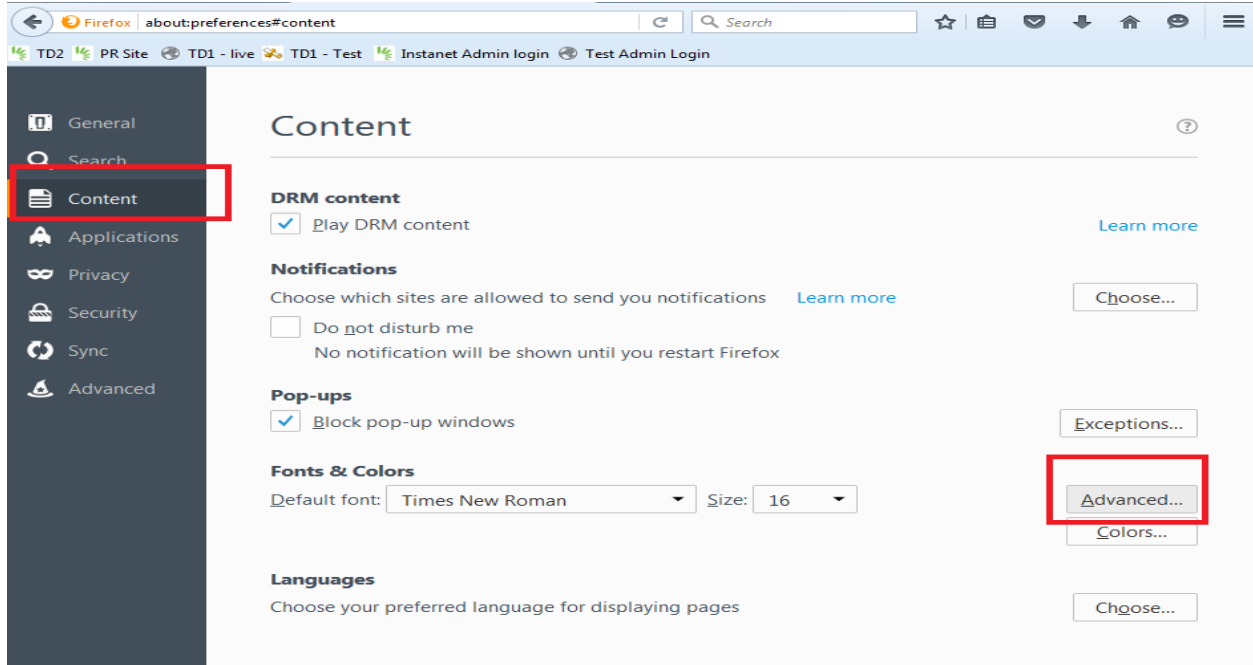 Firefox about:preferences#content Search
TD2 PR Site TD1 - live TD1 - Test Instanet Admin login Test Admin Login
General
Search
Content
Applications
Privacy
Security
Sync
Advanced
Content
DRM content
Play DRM content Learn more
Notifications
Choose which sites are allowed to send you notifications Learn more Choose...
Do not disturb me
No notification will be shown until you restart Firefox
Pop-ups
Block pop-up windows Exceptions...
Fonts & Colors
Default font: Times New Roman Size: 16 Advanced...
Colors...
Languages
Choose your preferred language for displaying pages Choose...